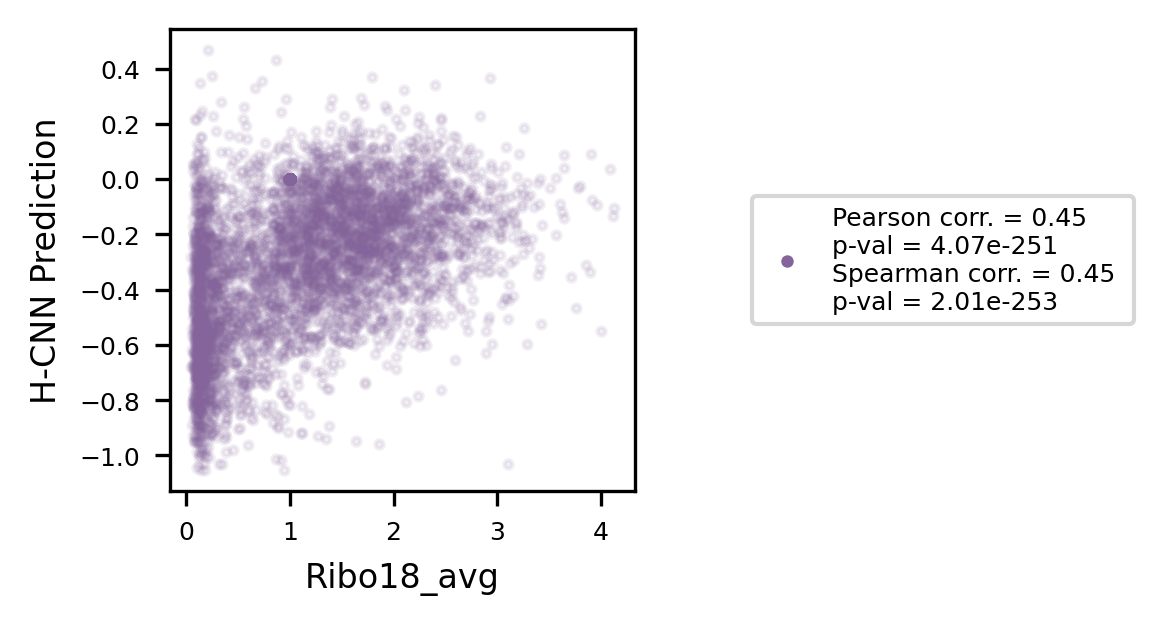 H-CNN Prediction
0.4
0.2
0.0
−0.2
−0.4
−0.6
−0.8
−1.0
0 1 2 3 4
Ribo18_avg
Pearson corr. = 0.45
p-val = 4.07e-251
Spearman corr. = 0.45
p-val = 2.01e-253